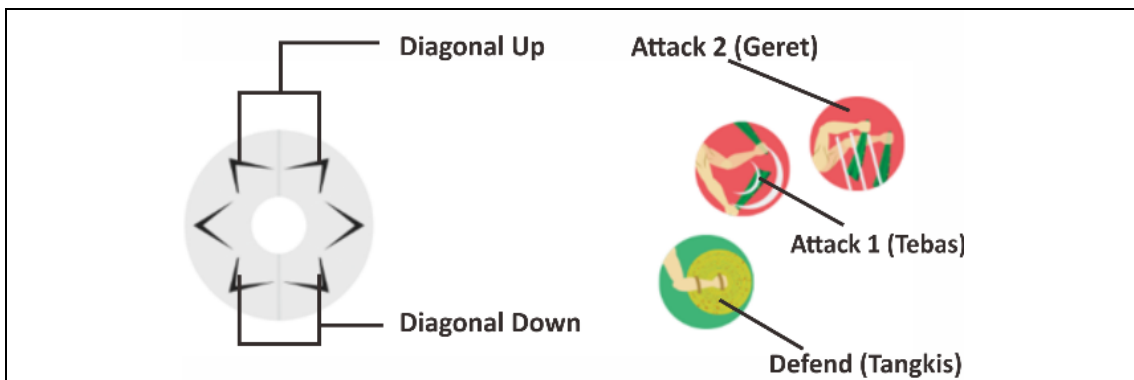 Diagonal Up
Attack 2 (Geret)
Attack 1 (Tebas)
Diagonal Down
Defend (Tangkis)